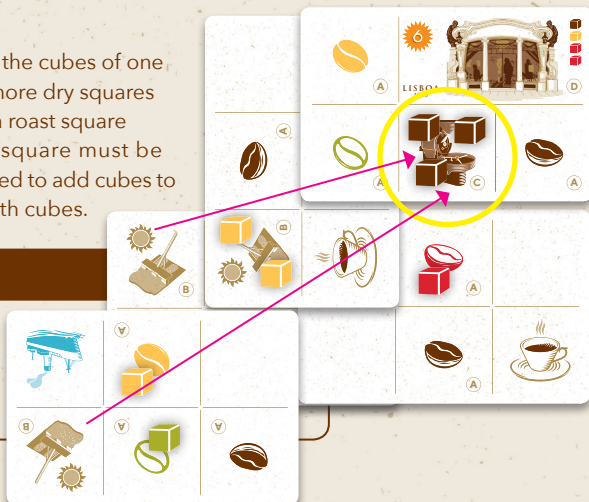 the cubes of one
more dry squares
roast square
square must be
ed to add cubes to
th cubes.
6
LISBOA
A
D
A
A
C
A
B
B
A
A
A
B
A
A